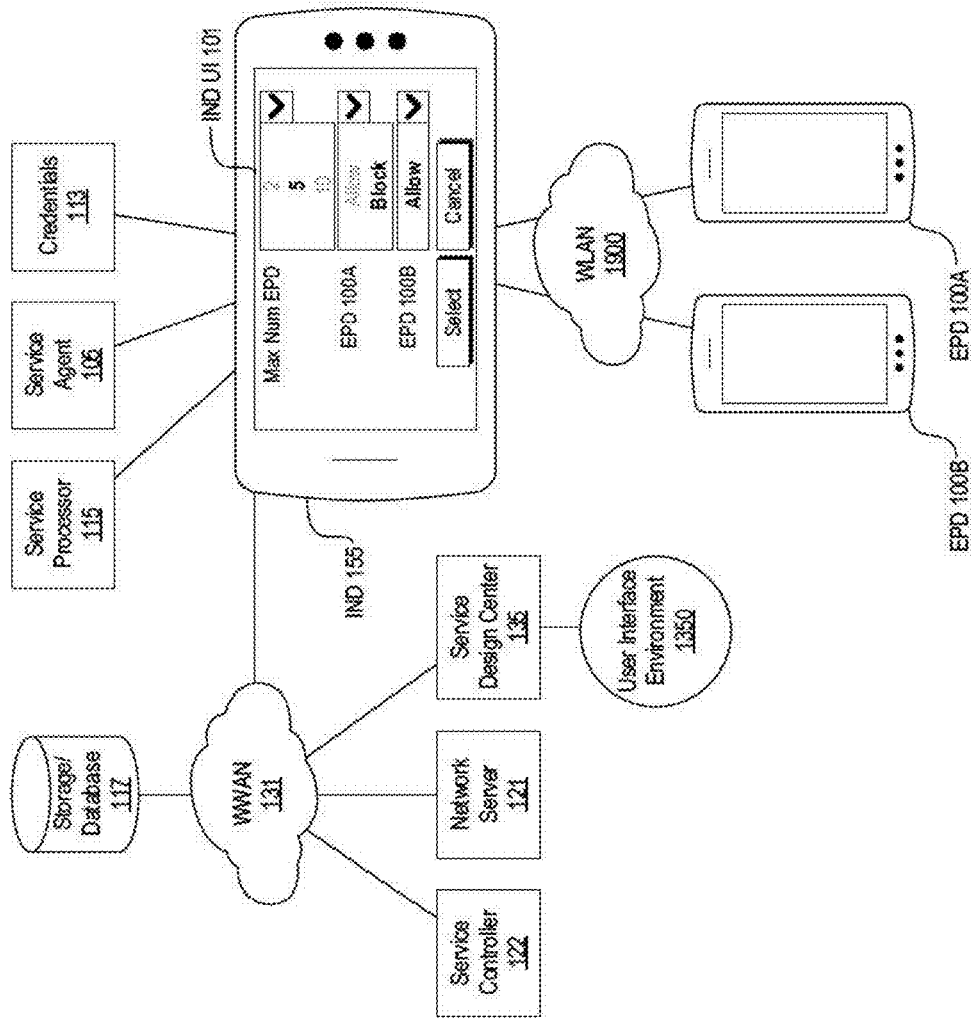 Storage/
Database
117
Service
Processor
115
Service
Agent
106
Credentials
113
IND UI 101
WWAN
131
IND 155
Max Num EPD
5
EPD 100A
Allow
Block
EPD 100B
Allow
Select
Cancel
Service
Controller
122
Network
Server
121
Service
Design Center
135
User Interface
Environment
1350
WLAN
1900
EPD 100B
EPD 100A